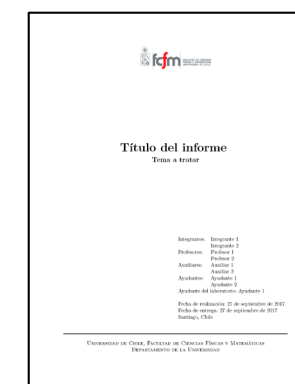 fcfm
Título del informe
Tema a tratar
Integrantes: Integrante 1
Integrante 2
Profesores: Profesor 1
Profesor 2
Auxiliares: Auxiliar 1
Auxiliar 2
Ayudantes: Ayudante 1
Ayudante 2
Ayudante del laboratorio: Ayudante 1
Fecha de realización: 27 de septiembre de 2017
Fecha de entrega: 27 de septiembre de 2017
Santiago, Chile
Universidad de Chile, Facultad de Ciencias Físicas y Matemáticas
Departamento de la Universidad